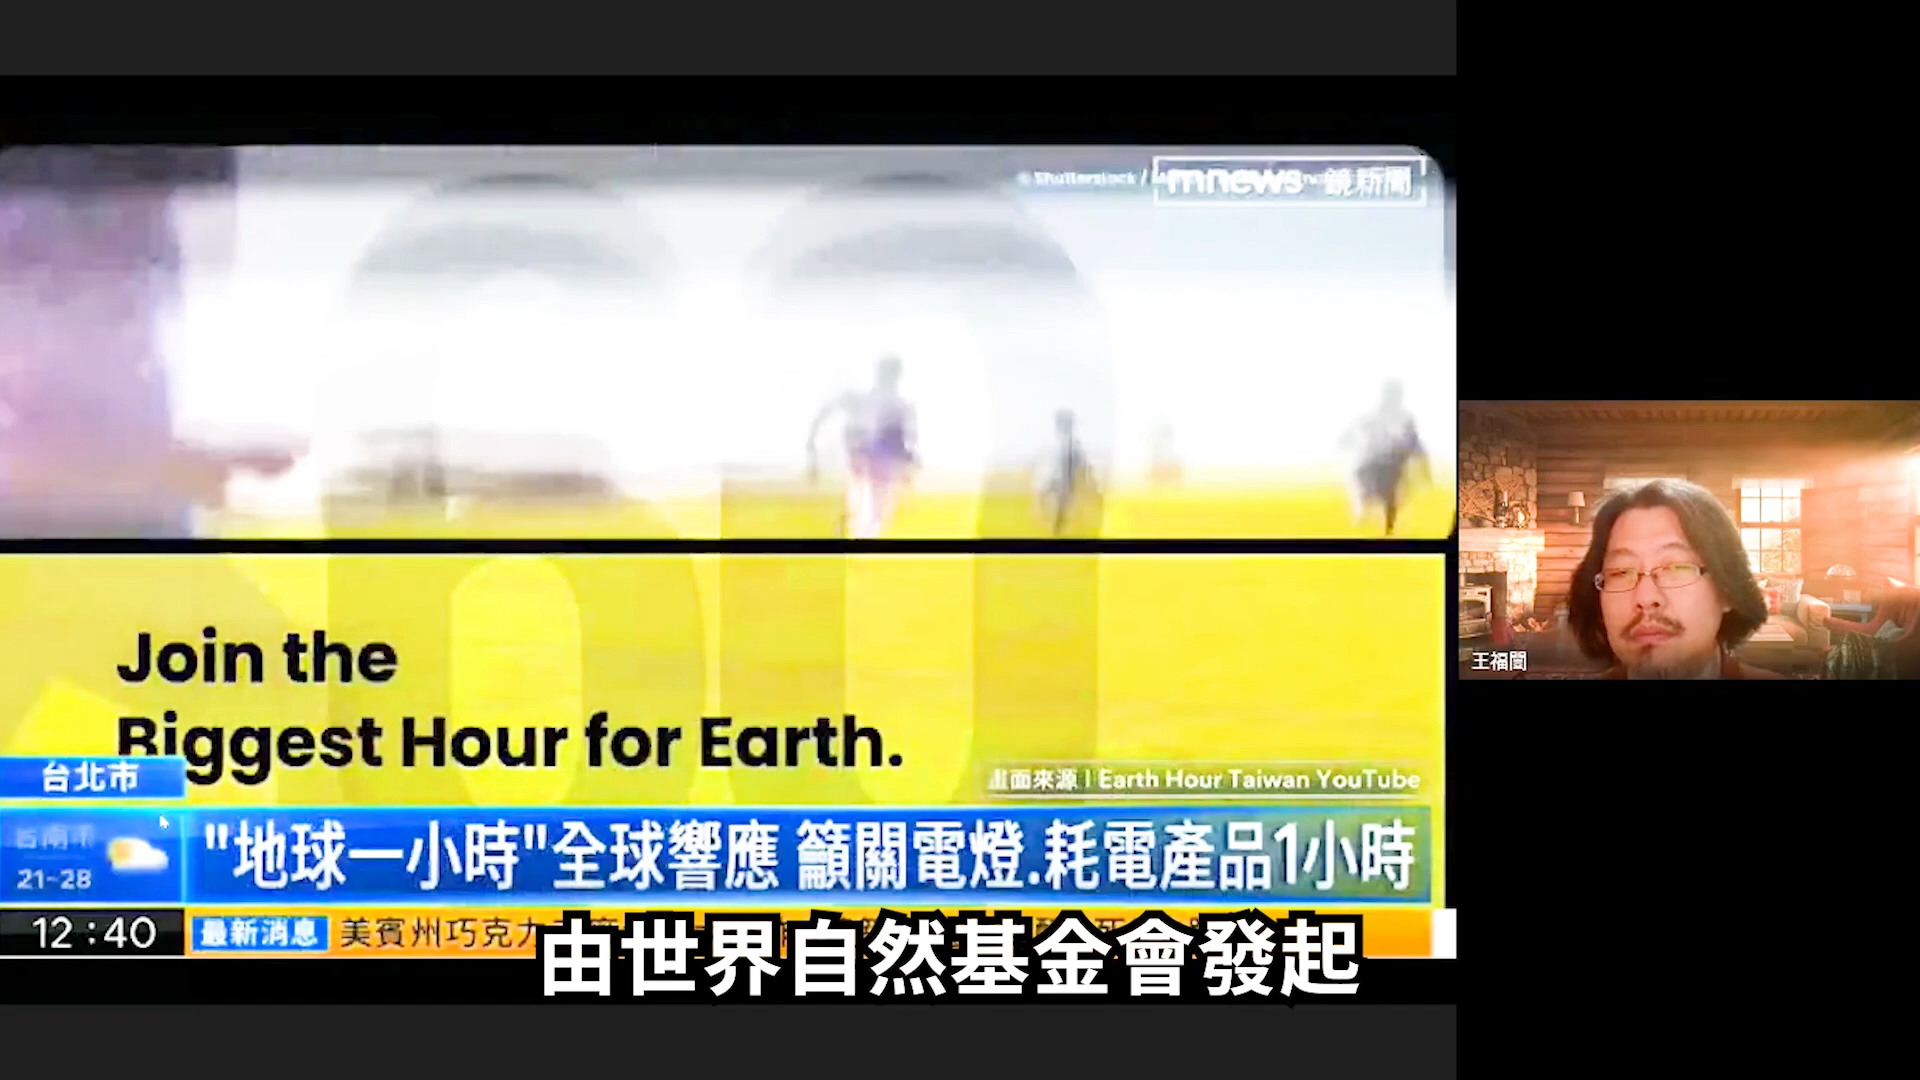 © Shutterstock /
mnews 鏡新聞
Join the
Biggest Hour for Earth.
畫面來源 | Earth Hour Taiwan YouTube
台北市
台南市
21-28
"地球一小時"全球響應 籲關電燈.耗電產品1小時
12:40
最新消息 美賓州巧克力
由世界自然基金會發起
王福闓